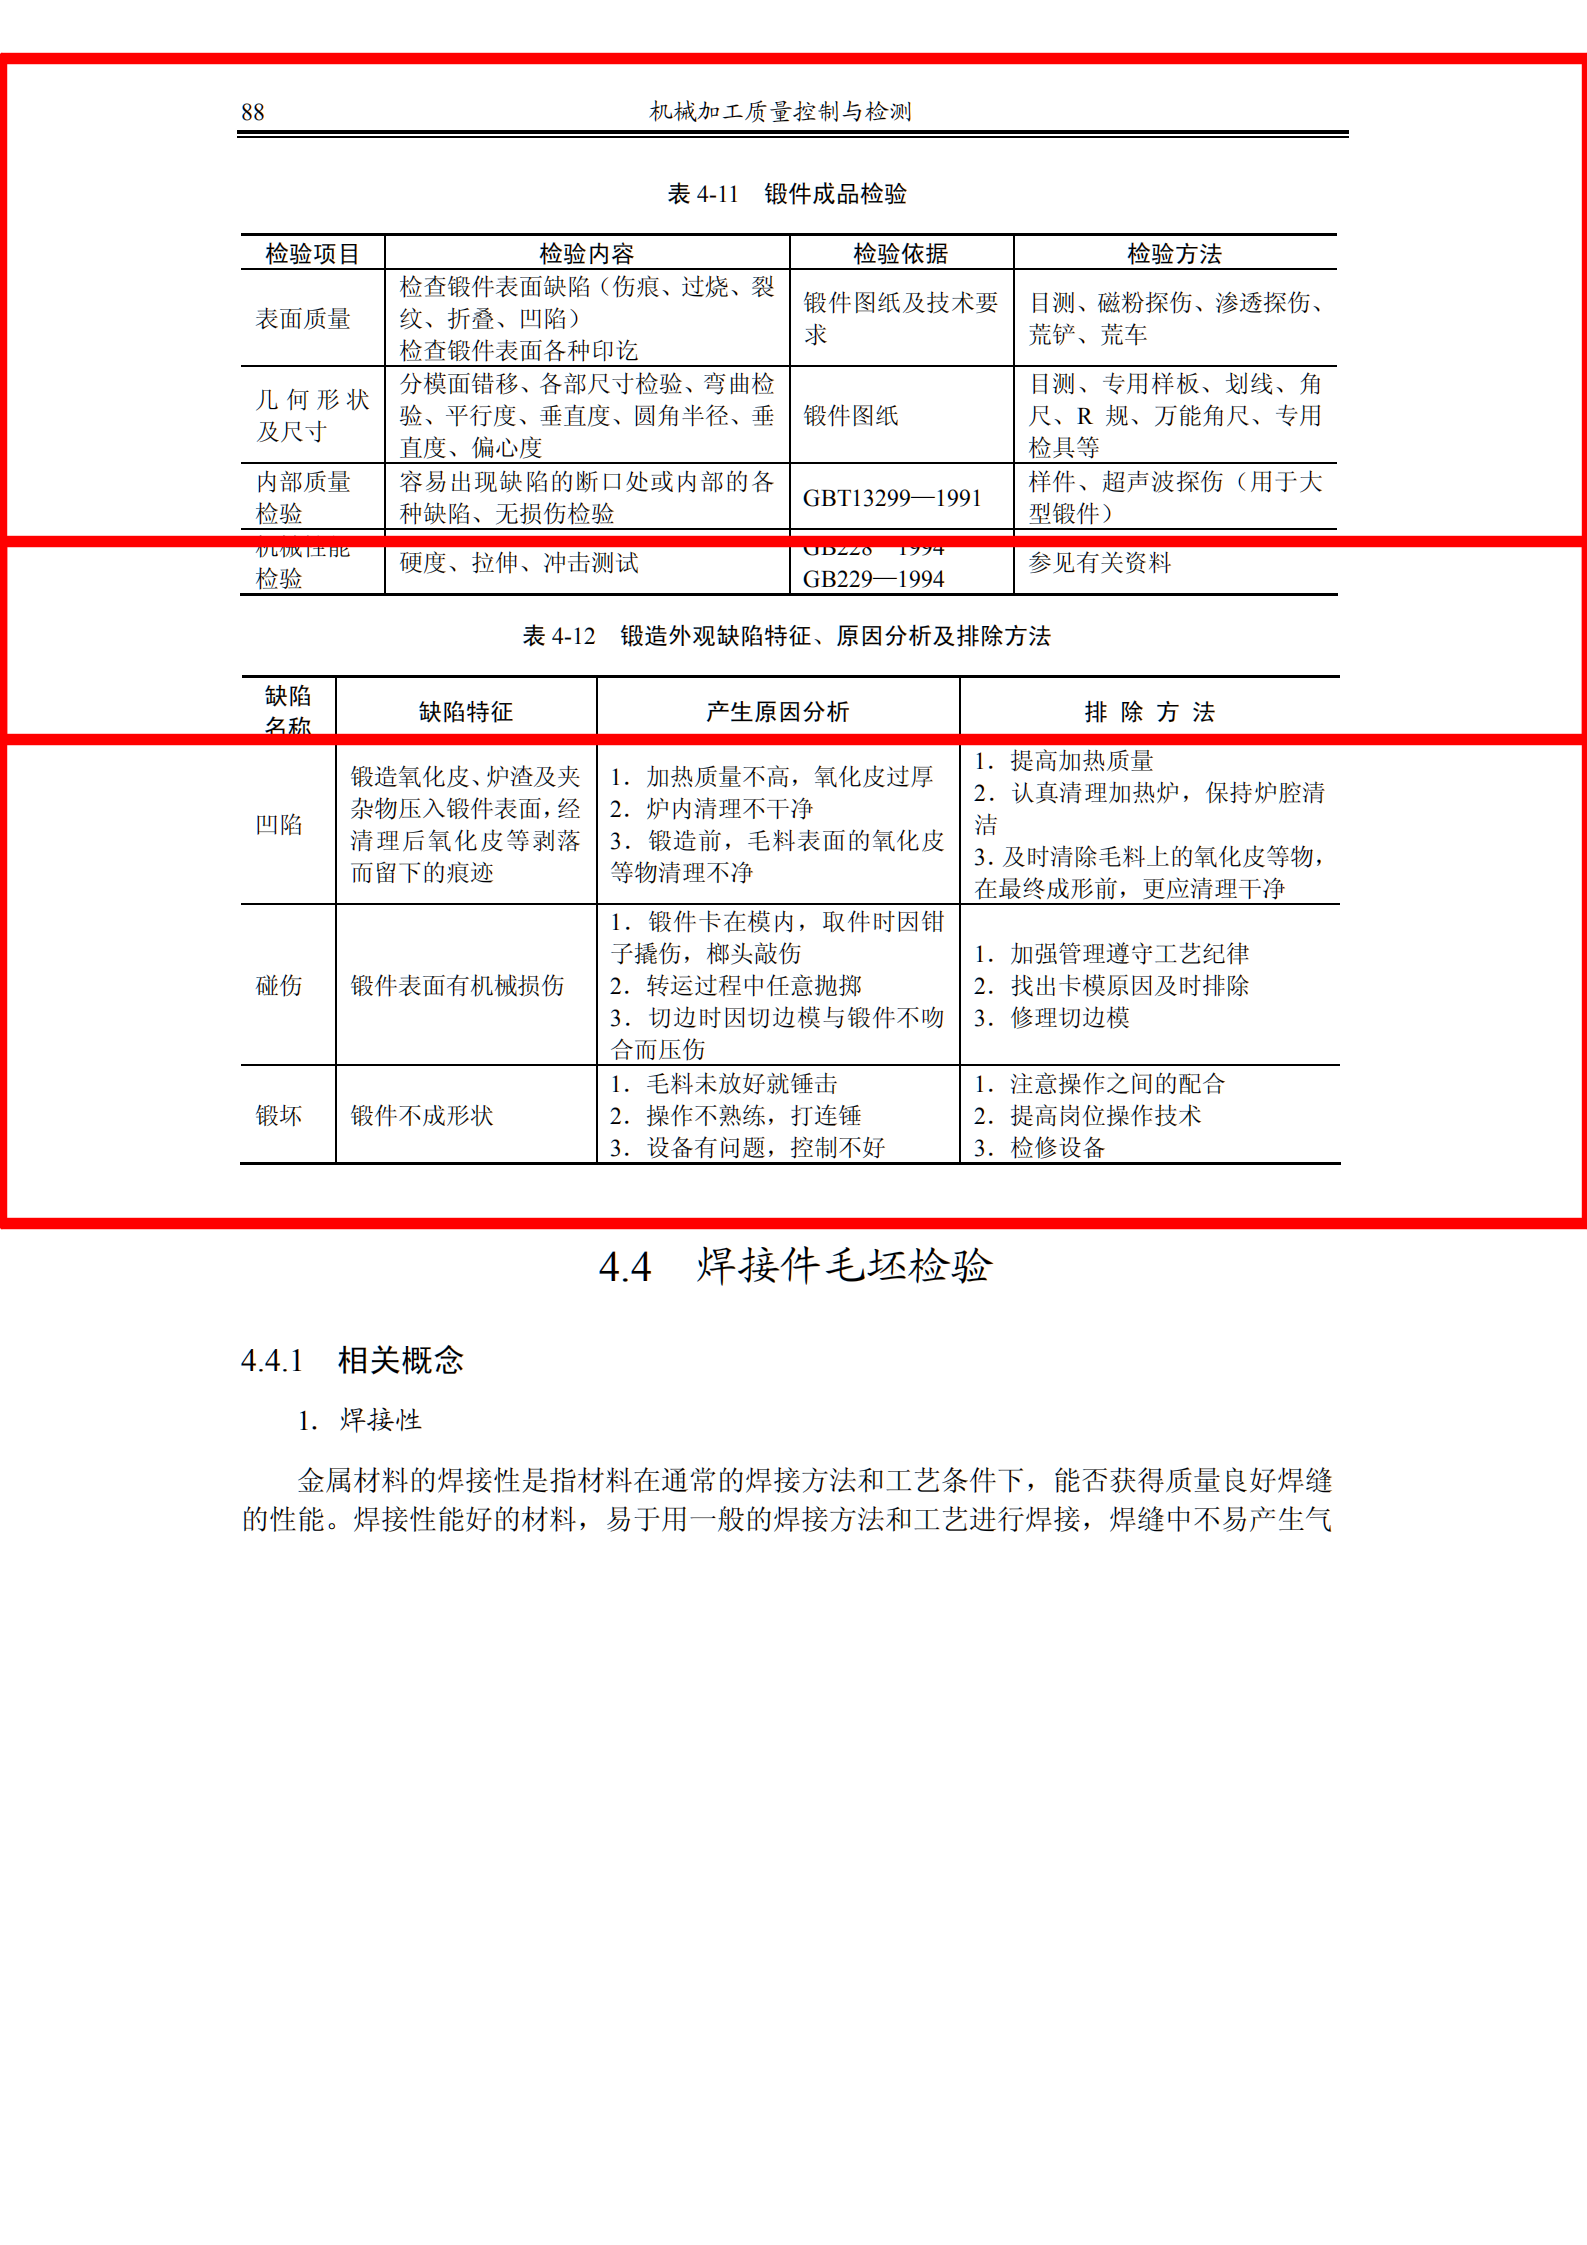 88 机械加工质量控制与检测
表 4-11 锻件成品检验
检验项目 检验内容 检验依据 检验方法
表面质量
检查锻件表面缺陷（伤痕、过烧、裂
纹、折叠、凹陷）
检查锻件表面各种印讫
锻件图纸及技术要
求
目测、磁粉探伤、渗透探伤、
荒铲、荒车
几何形状
及尺寸
分模面错移、各部尺寸检验、弯曲检
验、平行度、垂直度、圆角半径、垂
直度、偏心度
锻件图纸
目测、专用样板、划线、角
尺、R 规、万能角尺、专用
检具等
内部质量
检验
容易出现缺陷的断口处或内部的各
种缺陷、无损伤检验
GBT13299—1991
样件、超声波探伤（用于大
型锻件）
机械性能
检验
硬度、拉伸、冲击测试
GB228—1994
GB229—1994
参见有关资料
表 4-12 锻造外观缺陷特征、原因分析及排除方法
缺陷
名称
缺陷特征 产生原因分析 排 除 方 法
凹陷
锻造氧化皮、炉渣及夹
杂物压入锻件表面，经
清理后氧化皮等剥落
而留下的痕迹
1．加热质量不高，氧化皮过厚
2．炉内清理不干净
3．锻造前，毛料表面的氧化皮
等物清理不净
1．提高加热质量
2．认真清理加热炉，保持炉腔清
洁
3．及时清除毛料上的氧化皮等物，
在最终成形前，更应清理干净
碰伤
锻件表面有机械损伤
1．锻件卡在模内，取件时因钳
子撬伤，榔头敲伤
2．转运过程中任意抛掷
3．切边时因切边模与锻件不吻
合而压伤
1．加强管理遵守工艺纪律
2．找出卡模原因及时排除
3．修理切边模
锻坏
锻件不成形状
1．毛料未放好就锤击
2．操作不熟练，打连锤
3．设备有问题，控制不好
1．注意操作之间的配合
2．提高岗位操作技术
3．检修设备
4.4 焊接件毛坯检验
4.4.1 相关概念
1．焊接性
金属材料的焊接性是指材料在通常的焊接方法和工艺条件下，能否获得质量良好焊缝
的性能。焊接性能好的材料，易于用一般的焊接方法和工艺进行焊接，焊缝中不易产生气